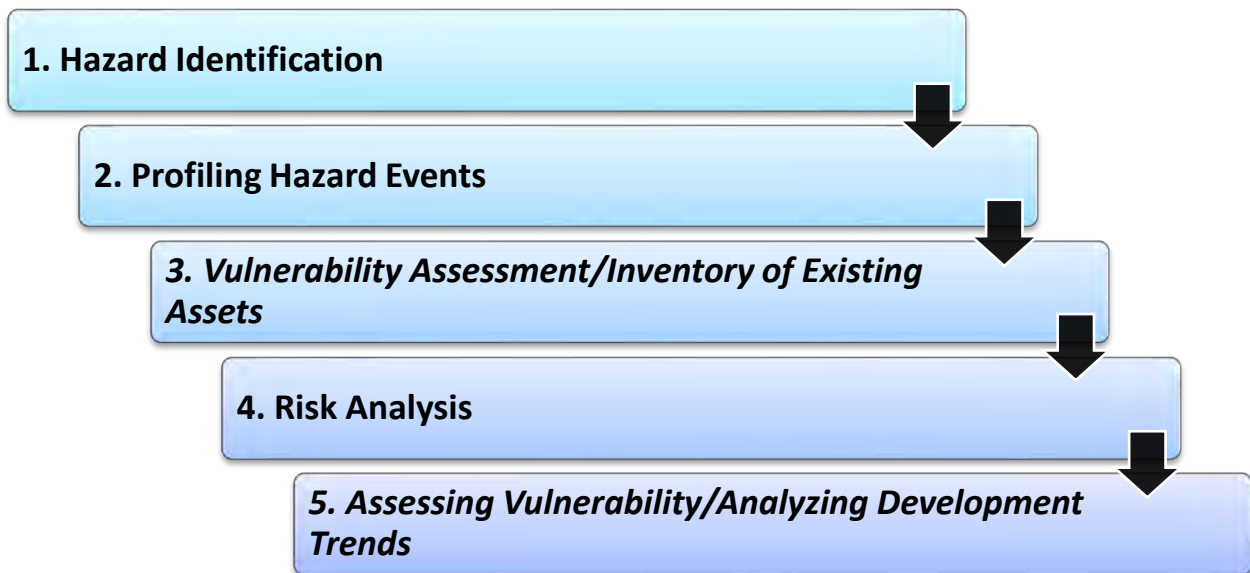 1. Hazard Identification
2. Profiling Hazard Events
3. Vulnerability Assessment/Inventory of Existing
Assets
4. Risk Analysis
5. Assessing Vulnerability/Analyzing Development
Trends